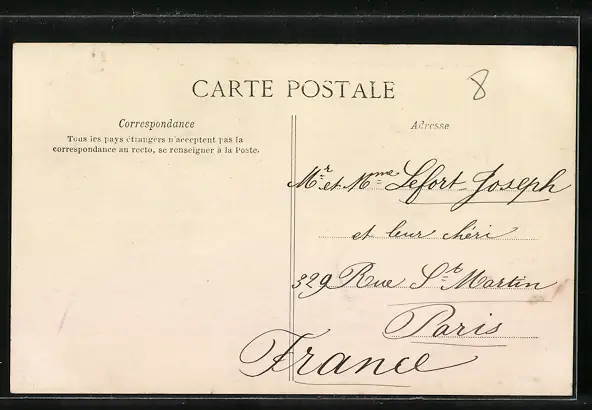 CARTE POSTALE
8
Correspondance
Tous les pays étrangers n'acceptent pas la
correspondance au recto, se renseigner à la Poste.
Adresse
Mr et Mme Lefort Joseph
et leur chéri
329 Rue St Martin
Paris
France